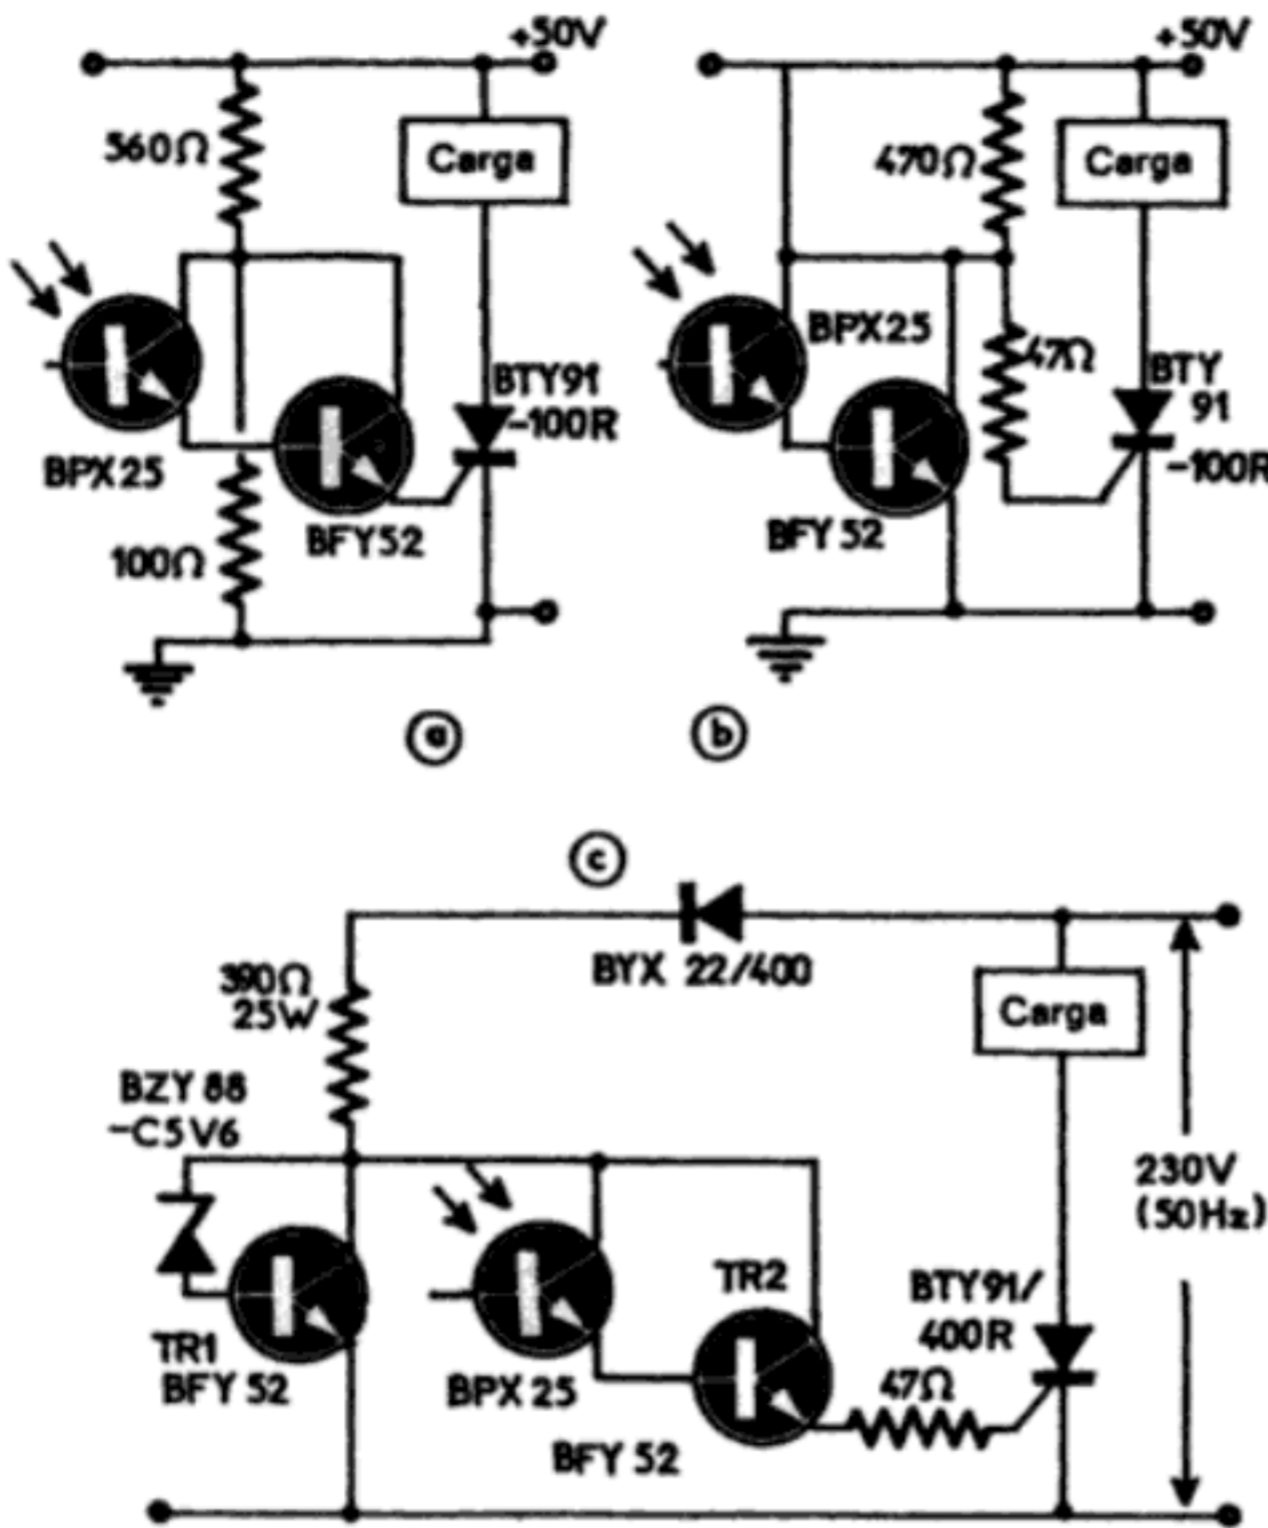 +50V
560Ω
Carga
BPX25
BTY91
-100R
BFY52
100Ω
a
+50V
470Ω
Carga
BPX25
47Ω
BTY
91
-100R
BFY 52
b
c
BYX 22/400
390Ω
25W
Carga
BZY 88
-C5V6
230V
(50Hz)
TR1
BFY 52
BPX 25
TR2
BFY 52
47Ω
BTY91/
400R